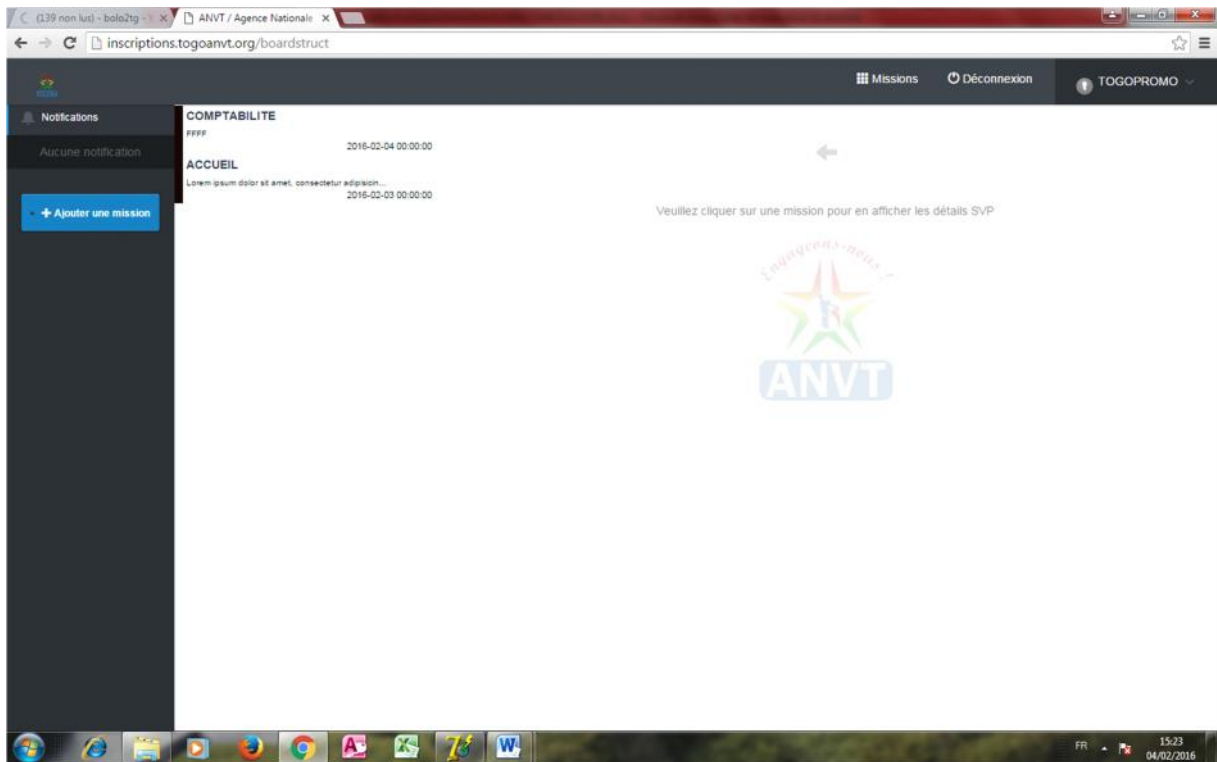 (139 non lus) - bolo2tg -
ANVT / Agence Nationale
inscriptions.togoanvt.org/boardstruct
Missions
Déconnexion
TOGOPROMO
Notifications
Aucune notification
+ Ajouter une mission
COMPTABILITE
FFFF
2016-02-04 00:00:00
ACCUEIL
Lorem ipsum dolor sit amet, consectetur adipisicin...
2016-02-03 00:00:00
Veuillez cliquer sur une mission pour en afficher les détails SVP
Engageons-nous !
ANVT
FR
15:23
04/02/2016